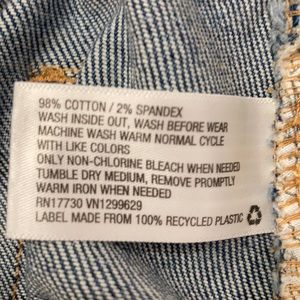 98% COTTON / 2% SPANDEX
WASH INSIDE OUT, WASH BEFORE WEAR
MACHINE WASH WARM NORMAL CYCLE
WITH LIKE COLORS
ONLY NON-CHLORINE BLEACH WHEN NEEDED
TUMBLE DRY MEDIUM, REMOVE PROMPTLY
WARM IRON WHEN NEEDED
RN17730 VN1299629
LABEL MADE FROM 100% RECYCLED PLASTIC